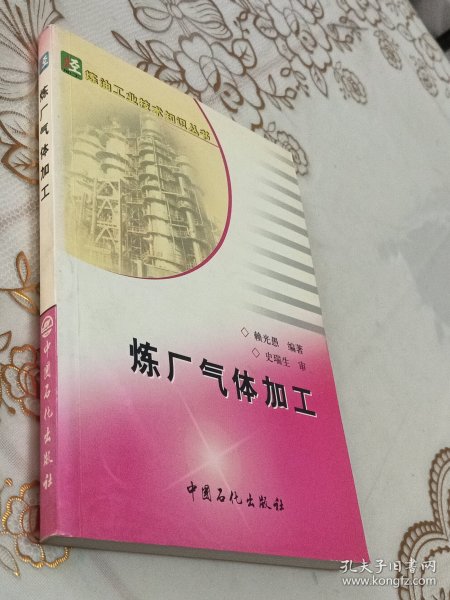 炼油工业技术知识丛书
◇ 赖光愚 编著
◇ 史瑞生 审
炼厂气体加工
中国石化出版社
炼厂气体加工
中国石化出版社
孔夫子旧书网
www.kongfz.com